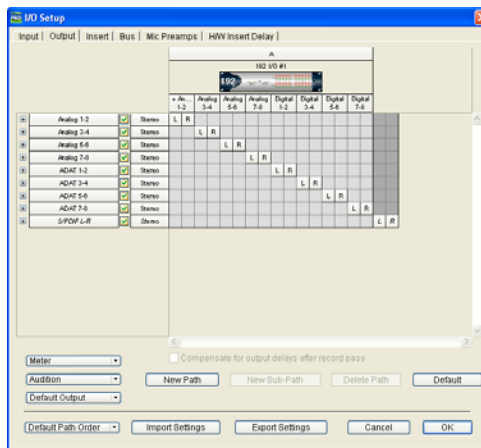 I/O Setup
Input Output Insert Bus Mic Preamps H/W Insert Delay
A
192 I/O #1
192
An... 1-2 Analog 3-4 Analog 5-6 Analog 7-8 Digital 1-2 Digital 3-4 Digital 5-6 Digital 7-8
Analog 1-2 Stereo L R
Analog 3-4 Stereo L R
Analog 5-6 Stereo L R
Analog 7-8 Stereo L R
ADAT 1-2 Stereo L R
ADAT 3-4 Stereo L R
ADAT 5-6 Stereo L R
ADAT 7-8 Stereo L R
S/PDIF L-R Stereo L R
Meter
Compensate for output delays after record pass
Audition
New Path New Sub-Path Delete Path Default
Default Output
Default Path Order Import Settings Export Settings Cancel OK